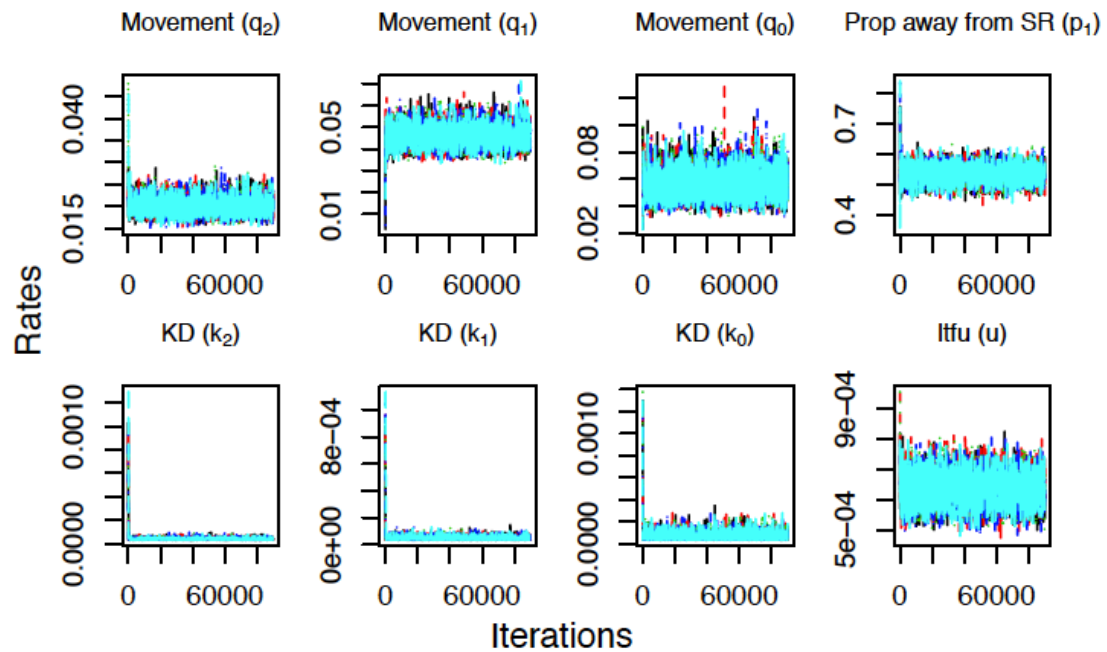 Movement (q2) Movement (q1) Movement (q0) Prop away from SR (p1)
0.040
0.015
0.05
0.01
0.08
0.02
0.7
0.4
0 60000 0 60000 0 60000 0 60000
Rates
KD (k2) KD (k1) KD (k0) ltfu (u)
0.0010
0.0000
8e−04
0e+00
0.0010
0.0000
9e−04
5e−04
0 60000 0 60000 0 60000 0 60000
Iterations